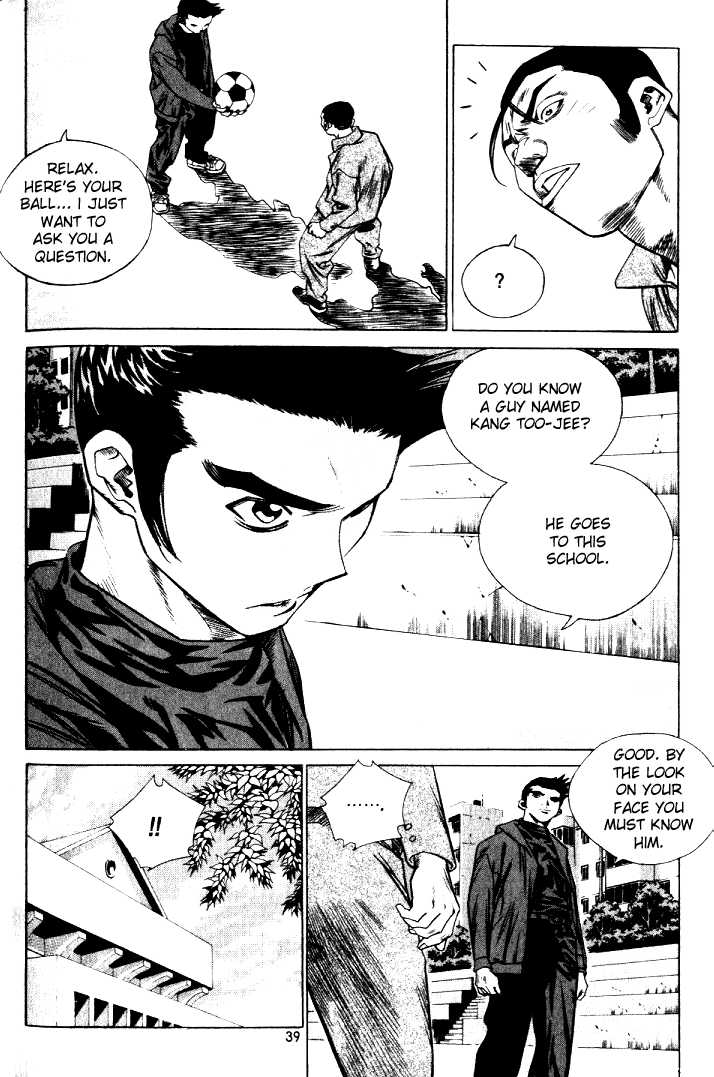 RELAX.
HERE'S YOUR
BALL... I JUST
WANT TO
ASK YOU A
QUESTION.
?
DO YOU KNOW
A GUY NAMED
KANG TOO-JEE?
HE GOES
TO THIS
SCHOOL.
!!
.......
GOOD. BY
THE LOOK
ON YOUR
FACE YOU
MUST KNOW
HIM.
39